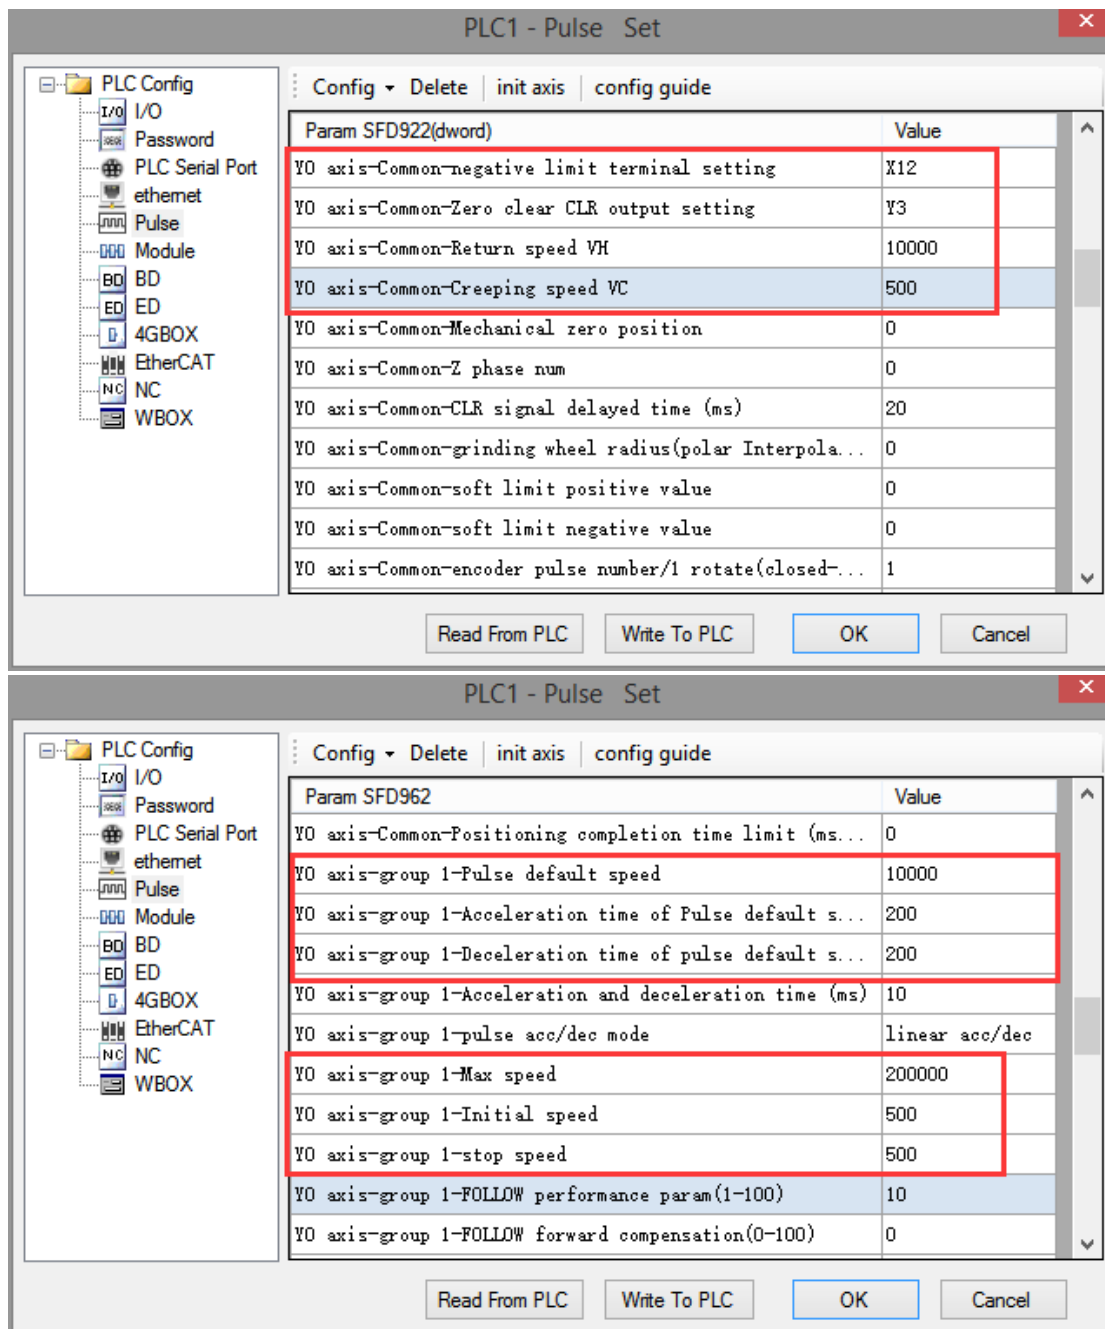 PLC1 - Pulse Set
PLC Config
I/O
Password
PLC Serial Port
ethernet
Pulse
Module
BD
ED
4GBOX
EtherCAT
NC
WBOX
Config Delete init axis config guide
Param SFD922(dword) Value
Y0 axis-Common-negative limit terminal setting X12
Y0 axis-Common-Zero clear CLR output setting Y3
Y0 axis-Common-Return speed VH 10000
Y0 axis-Common-Creeping speed VC 500
Y0 axis-Common-Mechanical zero position 0
Y0 axis-Common-Z phase num 0
Y0 axis-Common-CLR signal delayed time (ms) 20
Y0 axis-Common-grinding wheel radius(polar Interpola... 0
Y0 axis-Common-soft limit positive value 0
Y0 axis-Common-soft limit negative value 0
Y0 axis-Common-encoder pulse number/1 rotate(closed-... 1
Read From PLC Write To PLC OK Cancel
PLC1 - Pulse Set
PLC Config
I/O
Password
PLC Serial Port
ethernet
Pulse
Module
BD
ED
4GBOX
EtherCAT
NC
WBOX
Config Delete init axis config guide
Param SFD962 Value
Y0 axis-Common-Positioning completion time limit (ms... 0
Y0 axis-group 1-Pulse default speed 10000
Y0 axis-group 1-Acceleration time of Pulse default s... 200
Y0 axis-group 1-Deceleration time of pulse default s... 200
Y0 axis-group 1-Acceleration and deceleration time (ms) 10
Y0 axis-group 1-pulse acc/dec mode linear acc/dec
Y0 axis-group 1-Max speed 200000
Y0 axis-group 1-Initial speed 500
Y0 axis-group 1-stop speed 500
Y0 axis-group 1-FOLLOW performance param(1-100) 10
Y0 axis-group 1-FOLLOW forward compensation(0-100) 0
Read From PLC Write To PLC OK Cancel